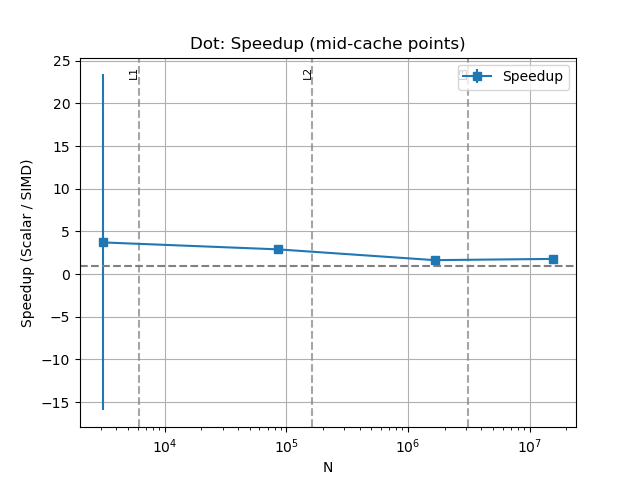 Dot: Speedup (mid-cache points)
Speedup (Scalar / SIMD)
25
20
15
10
5
0
−5
−10
−15
L1
L2
Speedup
10^4
10^5
10^6
10^7
N